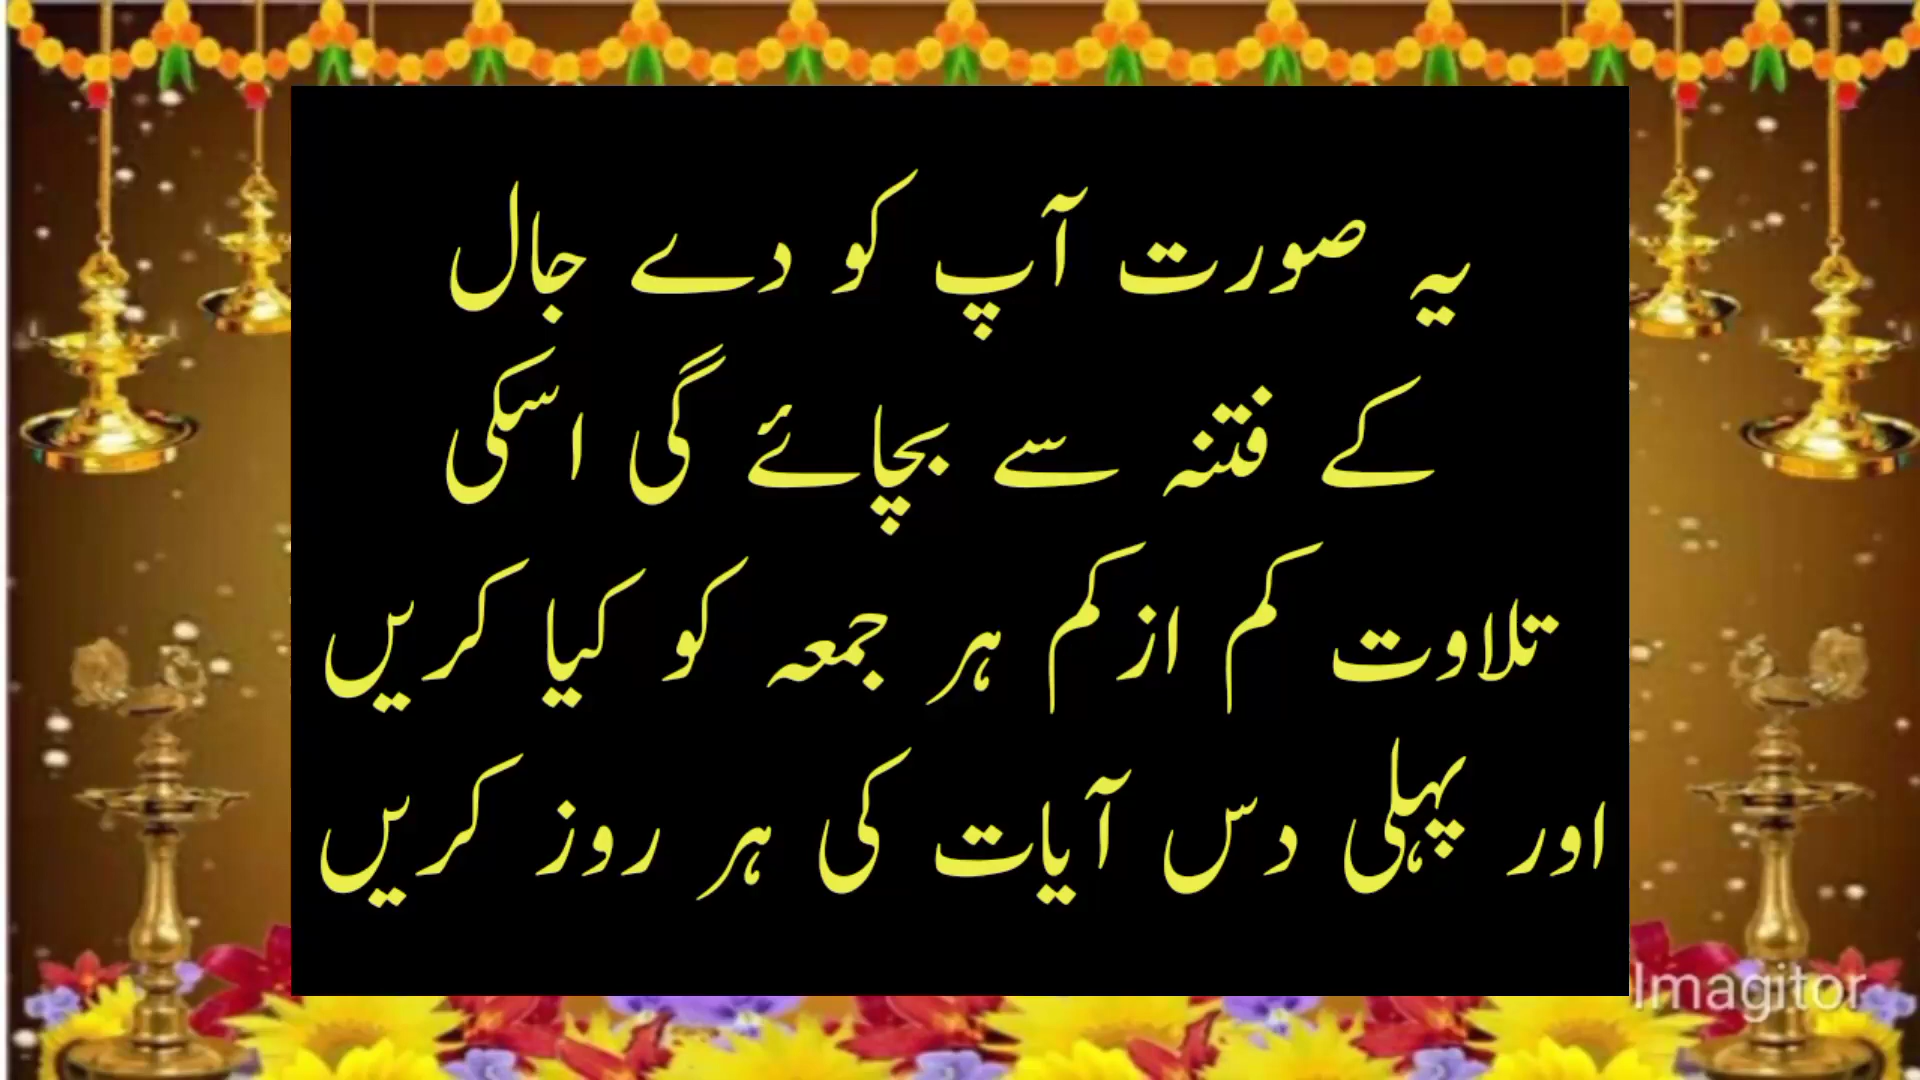 یہ صورت آپ کو دے جال
کے فتنہ سے بچائے گی اسکی
تلاوت کم ازکم ہر جمعہ کو کیا کریں
اور پہلی دس آیات کی ہر روز کریں
Imagitor